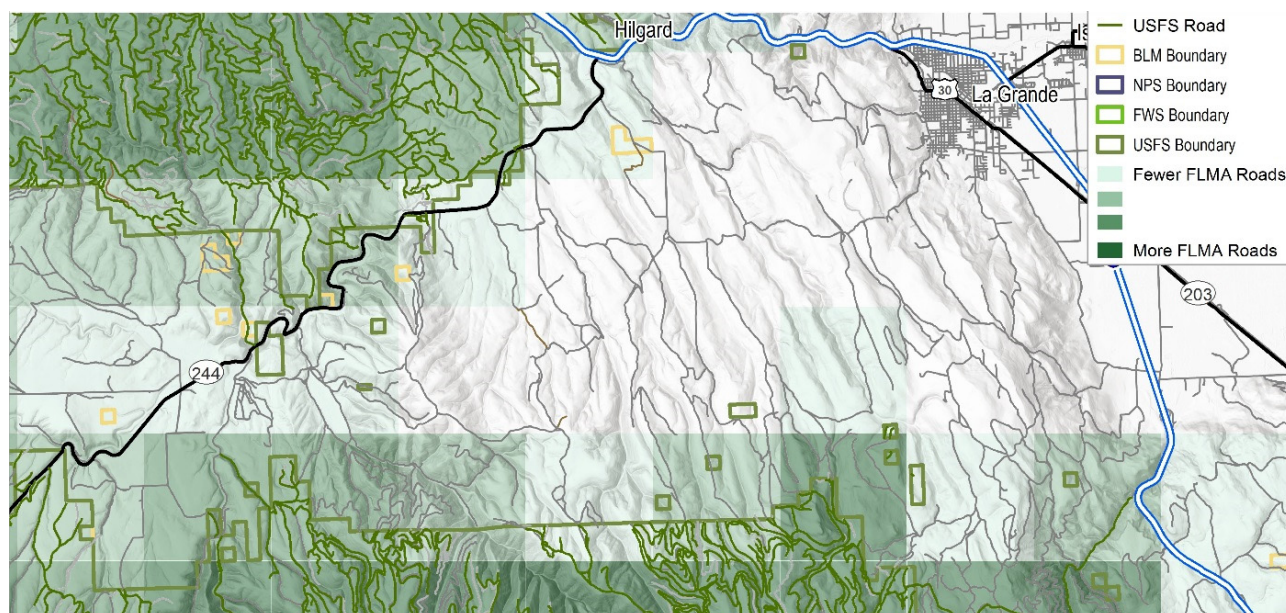 Hilgard
30
La Grande
203
244
USFS Road
BLM Boundary
NPS Boundary
FWS Boundary
USFS Boundary
Fewer FLMA Roads
More FLMA Roads